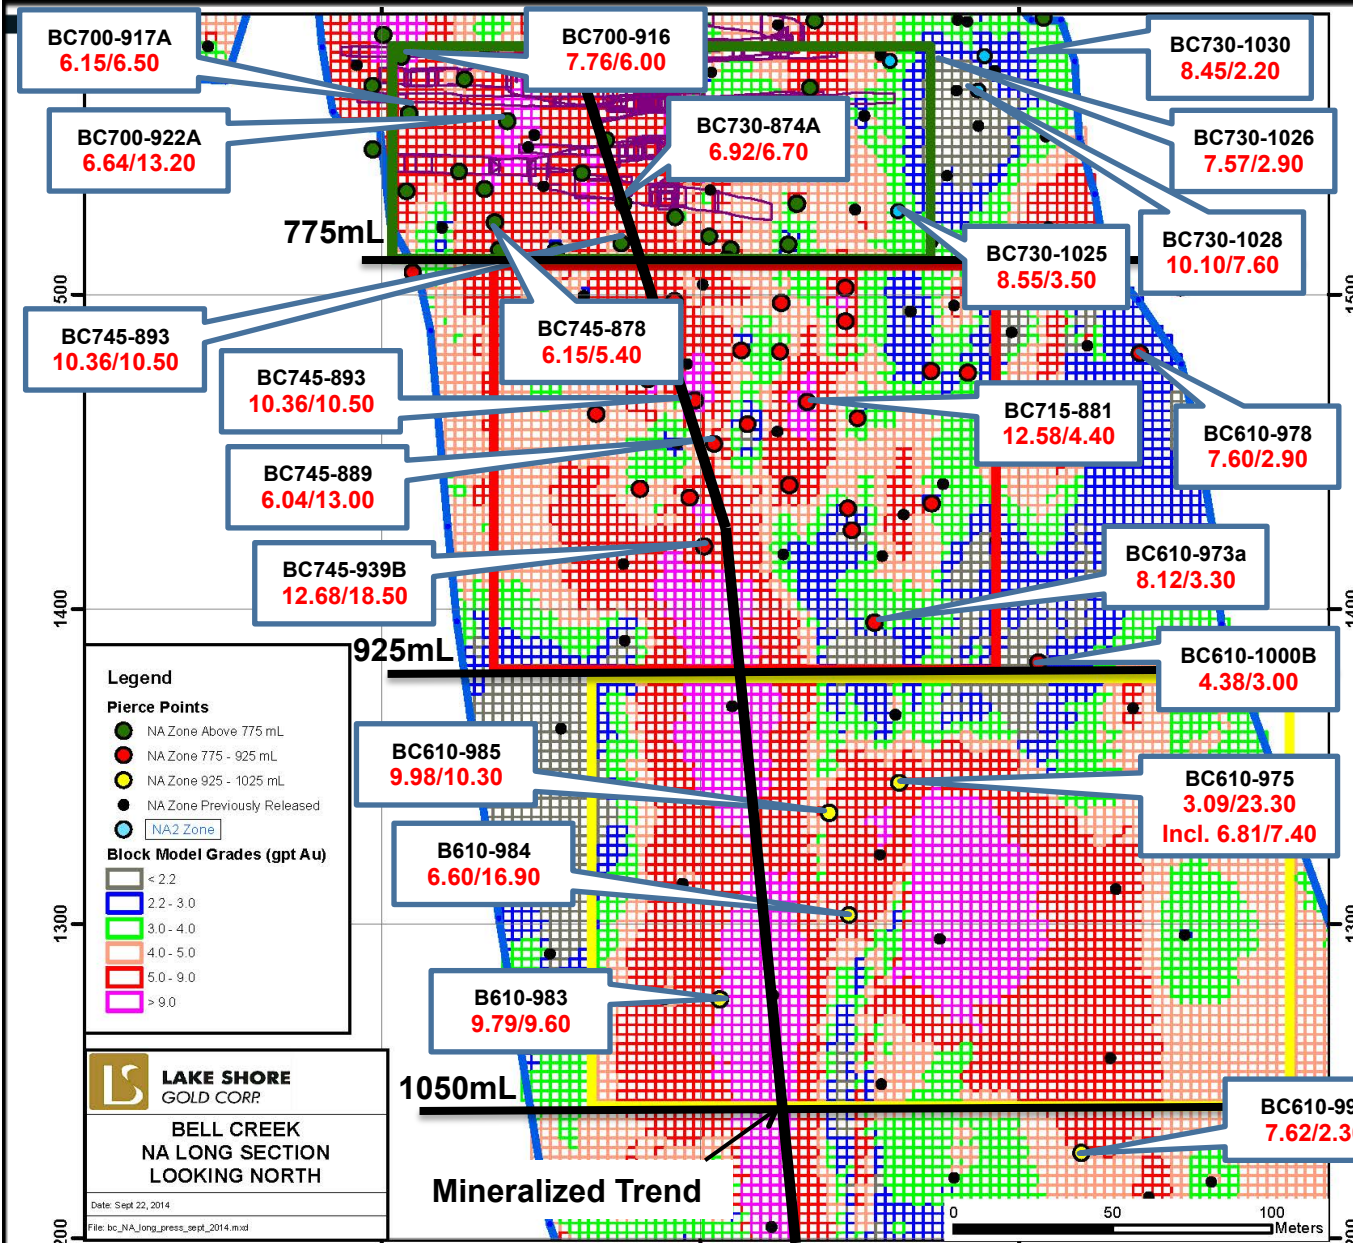 BC700-917A
6.15/6.50
BC700-916
7.76/6.00
BC730-1030
8.45/2.20
BC700-922A
6.64/13.20
BC730-874A
6.92/6.70
BC730-1026
7.57/2.90
775mL
BC730-1025
8.55/3.50
BC730-1028
10.10/7.60
500
1500
BC745-893
10.36/10.50
BC745-878
6.15/5.40
BC745-893
10.36/10.50
BC715-881
12.58/4.40
BC610-978
7.60/2.90
BC745-889
6.04/13.00
BC745-939B
12.68/18.50
BC610-973a
8.12/3.30
1400
1400
925mL
BC610-1000B
4.38/3.00
Legend
Pierce Points
NA Zone Above 775 mL
NA Zone 775 - 925 mL
NA Zone 925 - 1025 mL
NA Zone Previously Released
NA2 Zone
Block Model Grades (gpt Au)
< 2.2
2.2 - 3.0
3.0 - 4.0
4.0 - 5.0
5.0 - 9.0
> 9.0
BC610-985
9.98/10.30
BC610-975
3.09/23.30
Incl. 6.81/7.40
B610-984
6.60/16.90
1300
1300
B610-983
9.79/9.60
LS
LAKE SHORE
GOLD CORP.
BELL CREEK
NA LONG SECTION
LOOKING NORTH
Date: Sept 22, 2014
File: bc_NA_long_press_sept_2014.mxd
1050mL
BC610-99
7.62/2.3
Mineralized Trend
0 50 100
Meters
200